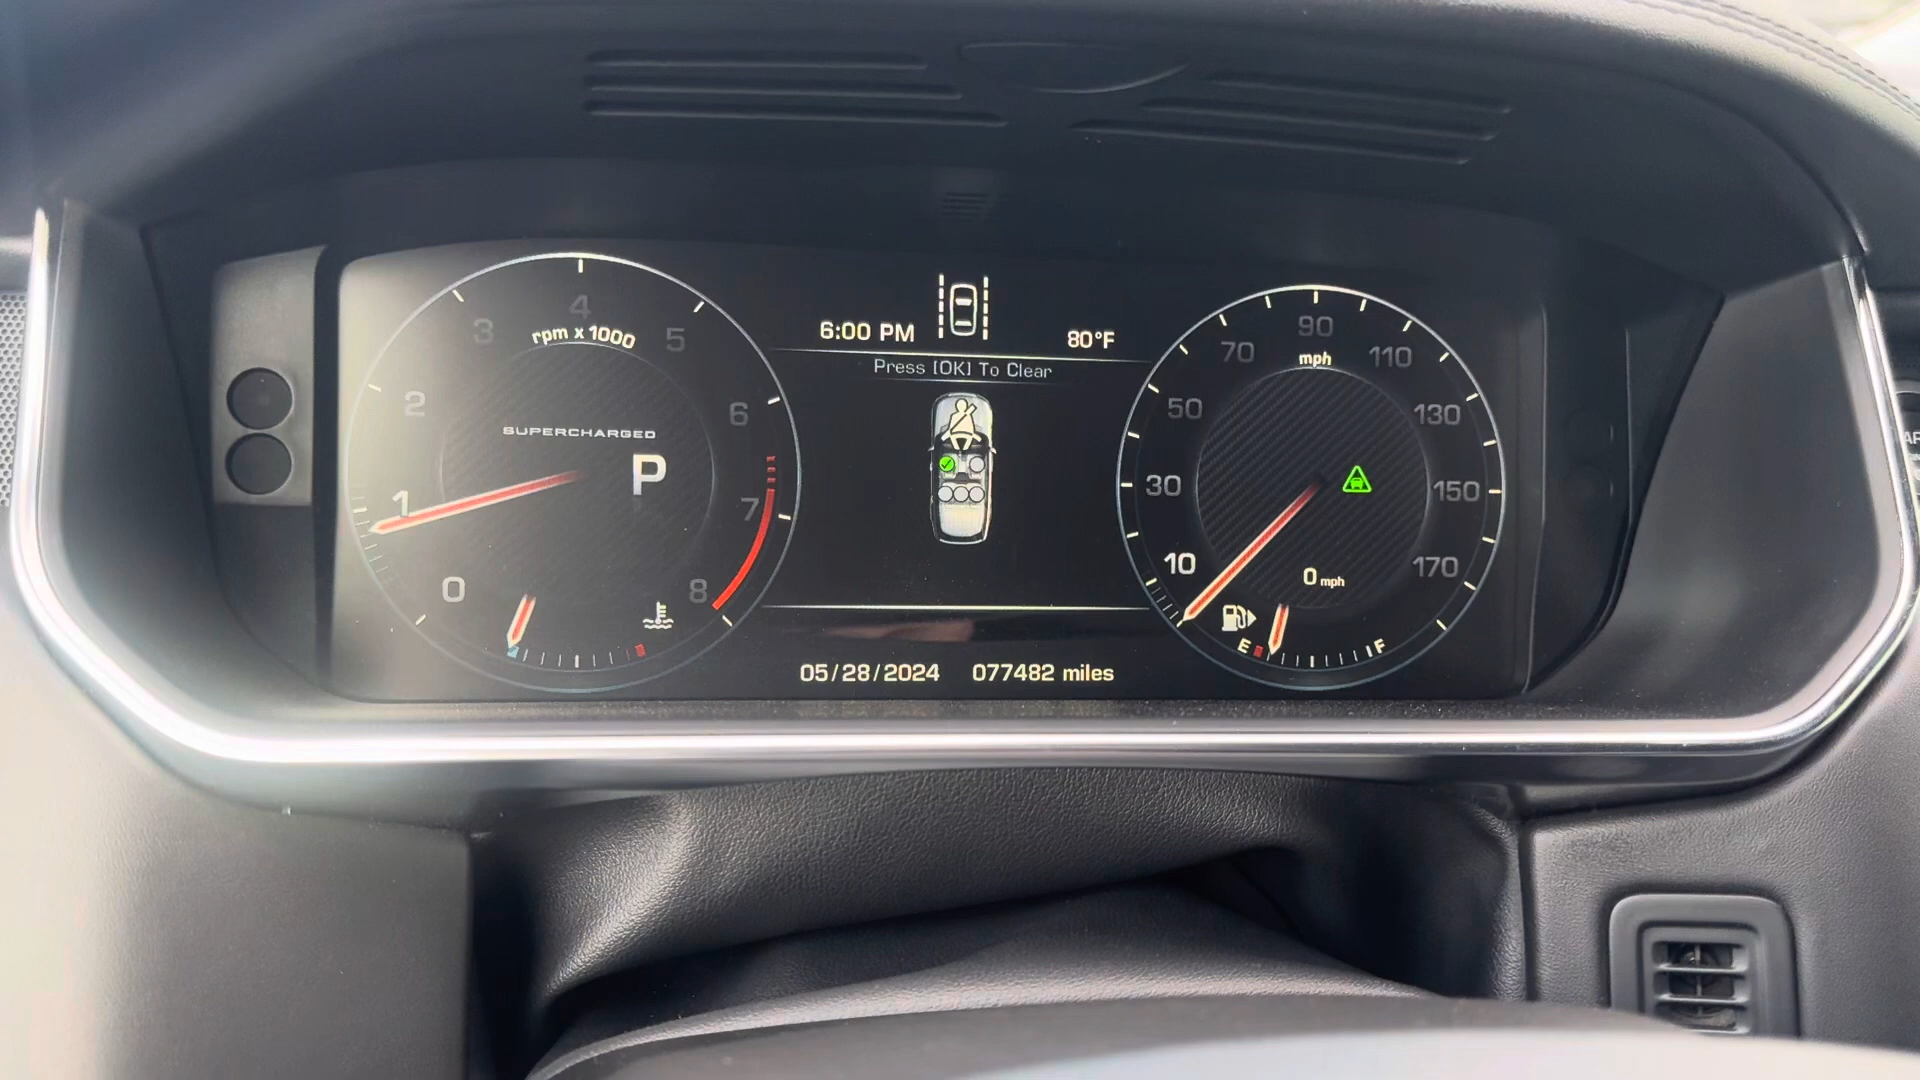 6:00 PM
80°F
Press [OK] To Clear
0
1
2
3
4
5
6
7
8
rpm x 1000
SUPERCHARGED
P
10
30
50
70
90
110
130
150
170
mph
0 mph
E
F
05/28/2024
077482 miles